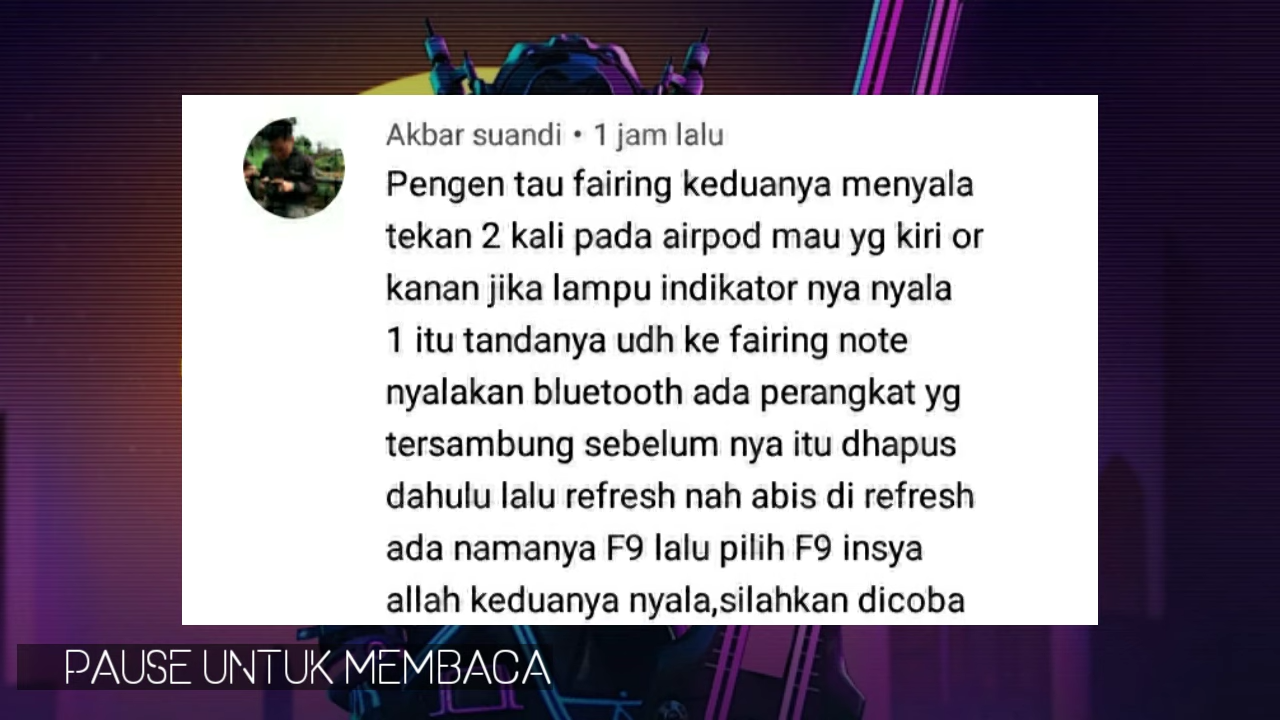 Akbar suandi • 1 jam lalu
Pengen tau fairing keduanya menyala
tekan 2 kali pada airpod mau yg kiri or
kanan jika lampu indikator nya nyala
1 itu tandanya udh ke fairing note
nyalakan bluetooth ada perangkat yg
tersambung sebelum nya itu dhapus
dahulu lalu refresh nah abis di refresh
ada namanya F9 lalu pilih F9 insya
allah keduanya nyala,silahkan dicoba
PAUSE UNTUK MEMBACA